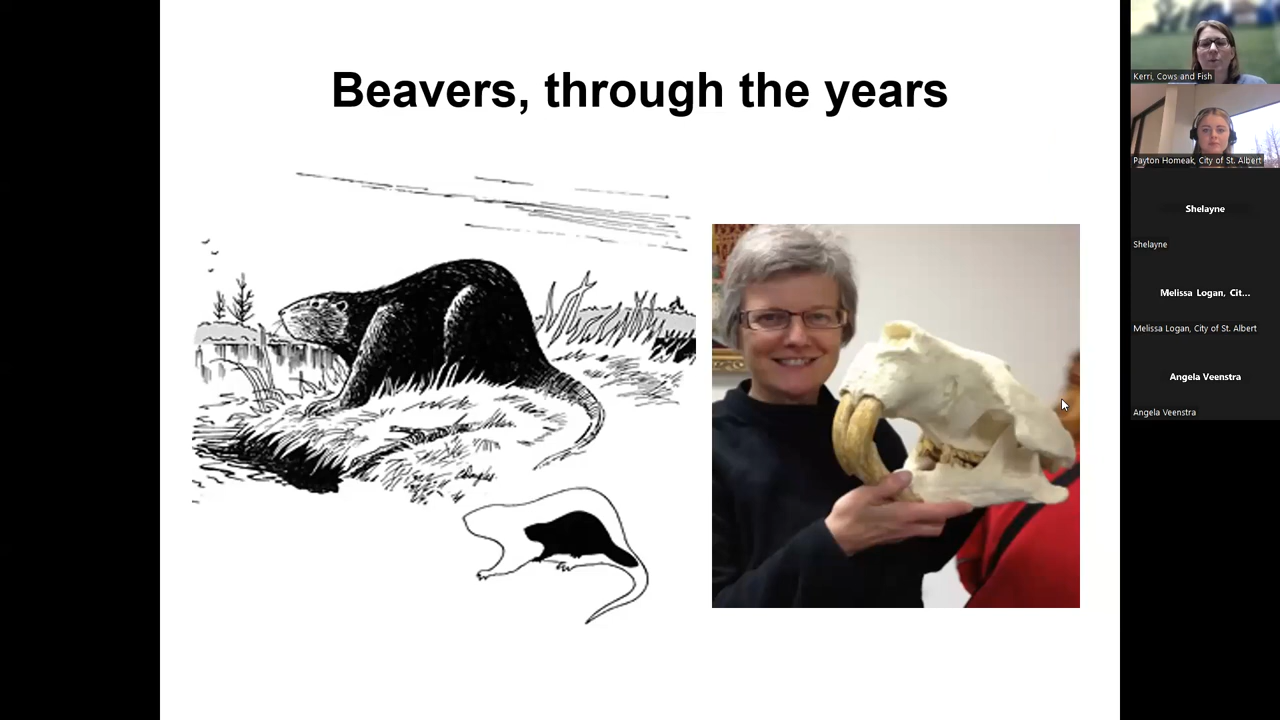 Beavers, through the years
Kerri, Cows and Fish
Payton Homeak, City of St. Albert
Shelayne
Shelayne
Melissa Logan, Cit...
Melissa Logan, City of St. Albert
Angela Veenstra
Angela Veenstra